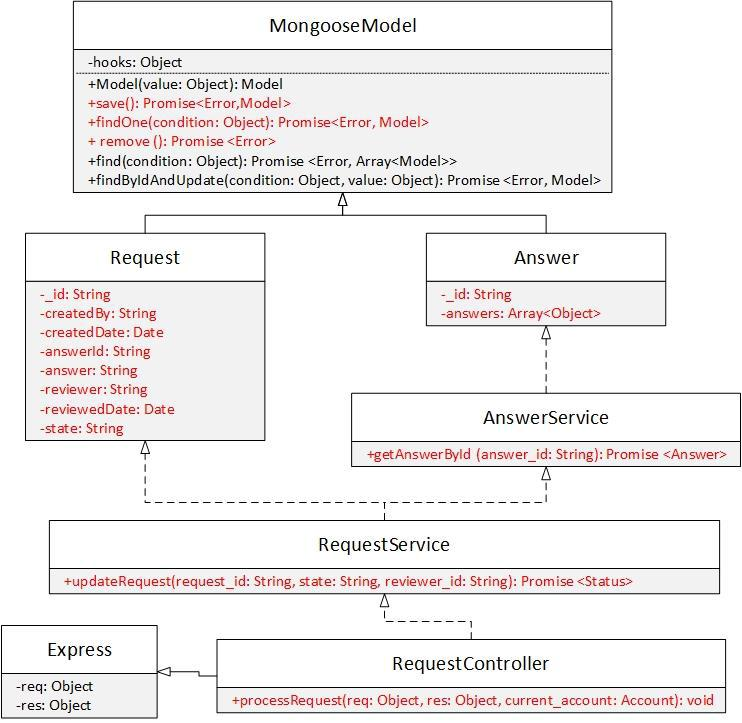 MongooseModel
-hooks: Object
+Model(value: Object): Model
+save(): Promise<Error,Model>
+findOne(condition: Object): Promise<Error, Model>
+ remove (): Promise <Error>
+find(condition: Object): Promise <Error, Array<Model>>
+findByIdAndUpdate(condition: Object, value: Object): Promise <Error, Model>
Request
-_id: String
-createdBy: String
-createdDate: Date
-answerId: String
-answer: String
-reviewer: String
-reviewedDate: Date
-state: String
Answer
-_id: String
-answers: Array<Object>
AnswerService
+getAnswerById (answer_id: String): Promise <Answer>
RequestService
+updateRequest(request_id: String, state: String, reviewer_id: String): Promise <Status>
Express
-req: Object
-res: Object
RequestController
+processRequest(req: Object, res: Object, current_account: Account): void